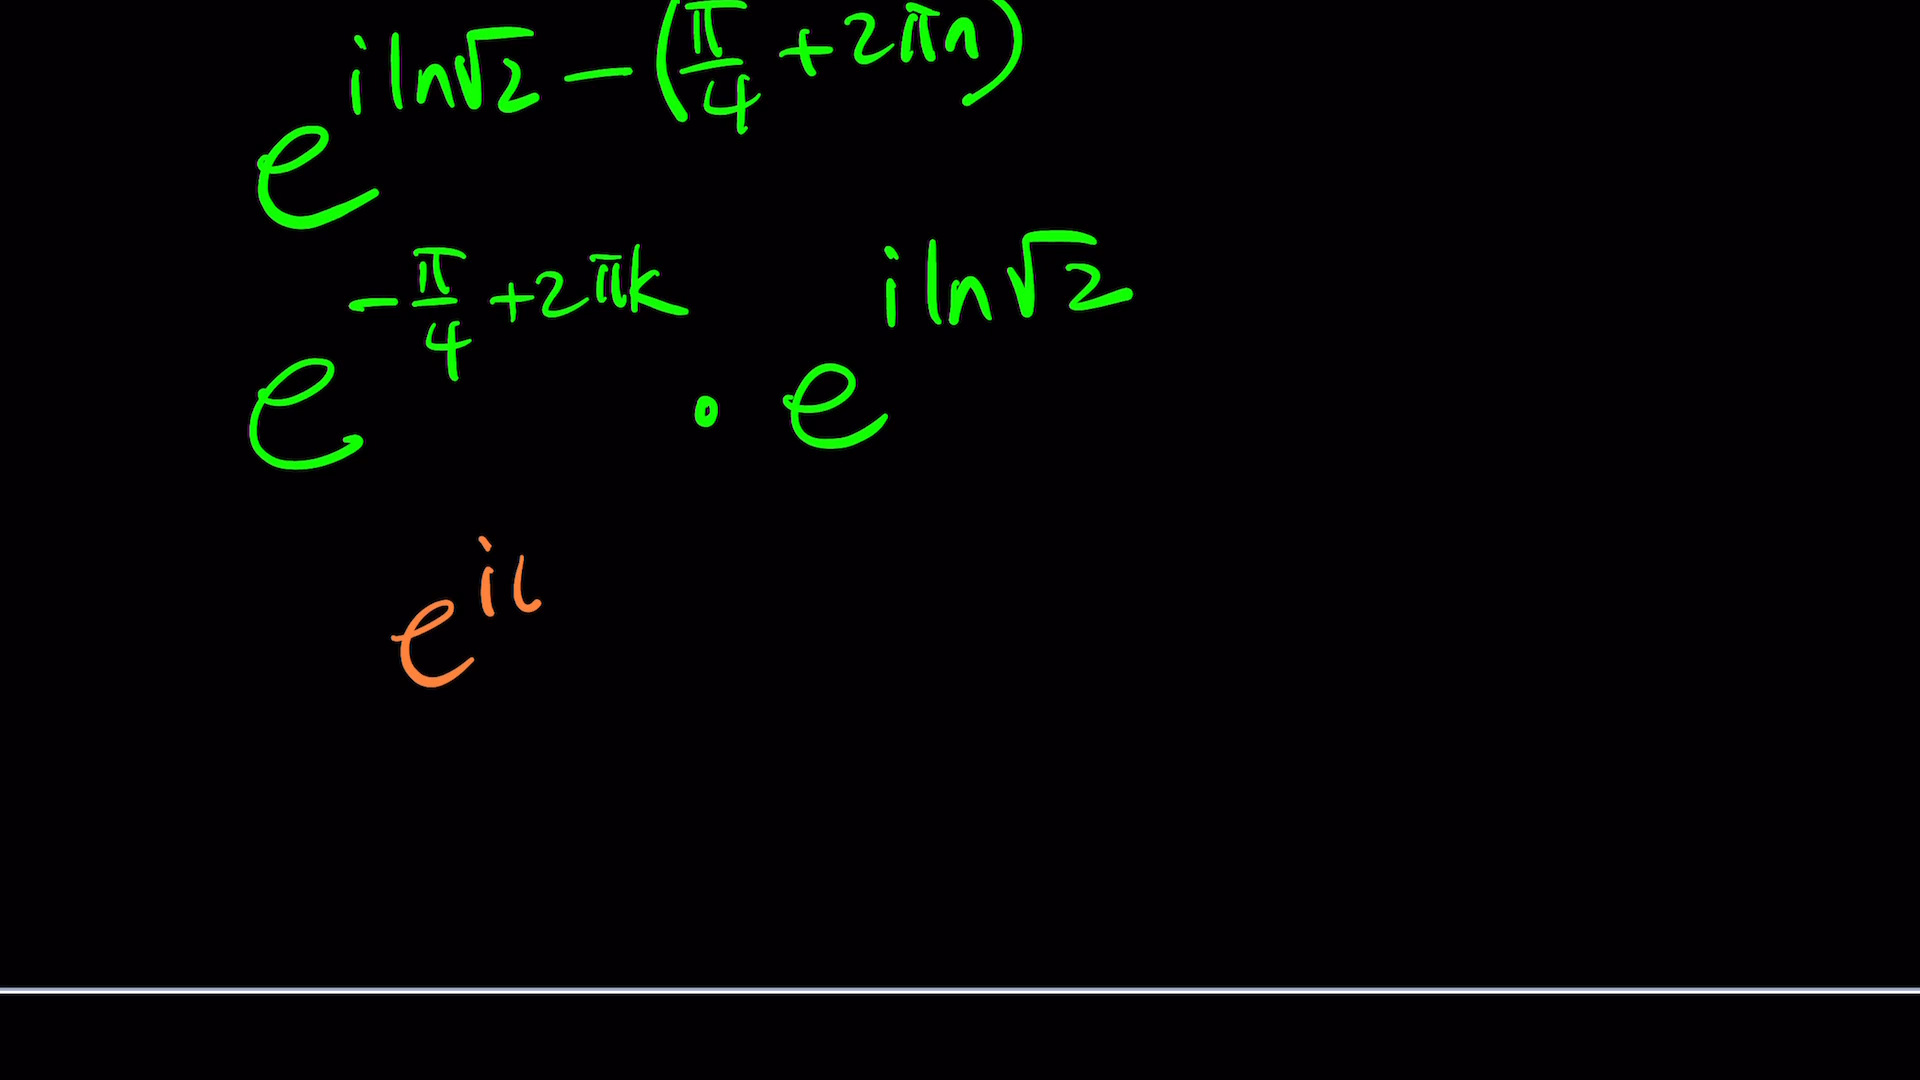 e^{i ln√2 − (π/4 + 2πn)}
e^{−π/4 + 2πk} · e^{i ln√2}
e^{il